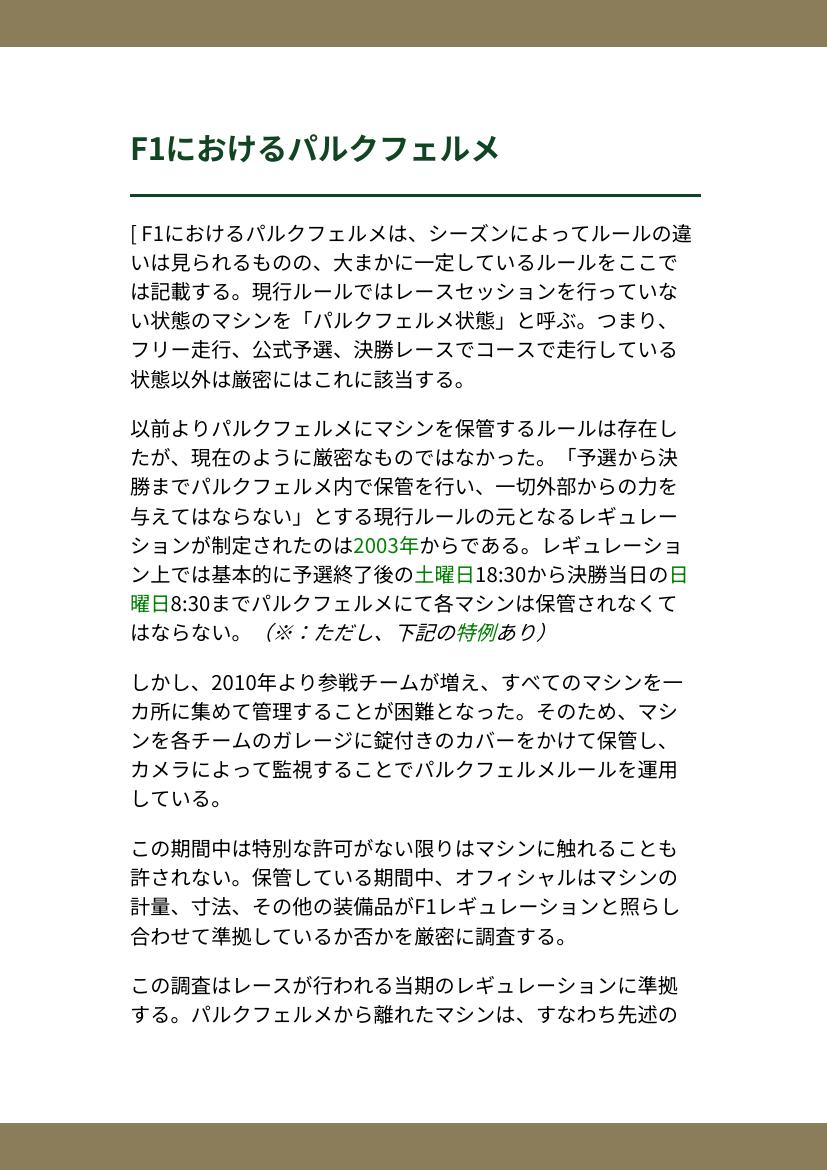 F1におけるパルクフェルメ
[ F1におけるパルクフェルメは、シーズンによってルールの違
いは見られるものの、大まかに一定しているルールをここで
は記載する。現行ルールではレースセッションを行っていな
い状態のマシンを「パルクフェルメ状態」と呼ぶ。つまり、
フリー走行、公式予選、決勝レースでコースで走行している
状態以外は厳密にはこれに該当する。
以前よりパルクフェルメにマシンを保管するルールは存在し
たが、現在のように厳密なものではなかった。「予選から決
勝までパルクフェルメ内で保管を行い、一切外部からの力を
与えてはならない」とする現行ルールの元となるレギュレー
ションが制定されたのは2003年からである。レギュレーショ
ン上では基本的に予選終了後の土曜日18:30から決勝当日の日
曜日8:30までパルクフェルメにて各マシンは保管されなくて
はならない。（※：ただし、下記の特例あり）
しかし、2010年より参戦チームが増え、すべてのマシンを一
カ所に集めて管理することが困難となった。そのため、マシ
ンを各チームのガレージに錠付きのカバーをかけて保管し、
カメラによって監視することでパルクフェルメルールを運用
している。
この期間中は特別な許可がない限りはマシンに触れることも
許されない。保管している期間中、オフィシャルはマシンの
計量、寸法、その他の装備品がF1レギュレーションと照らし
合わせて準拠しているか否かを厳密に調査する。
この調査はレースが行われる当期のレギュレーションに準拠
する。パルクフェルメから離れたマシンは、すなわち先述の